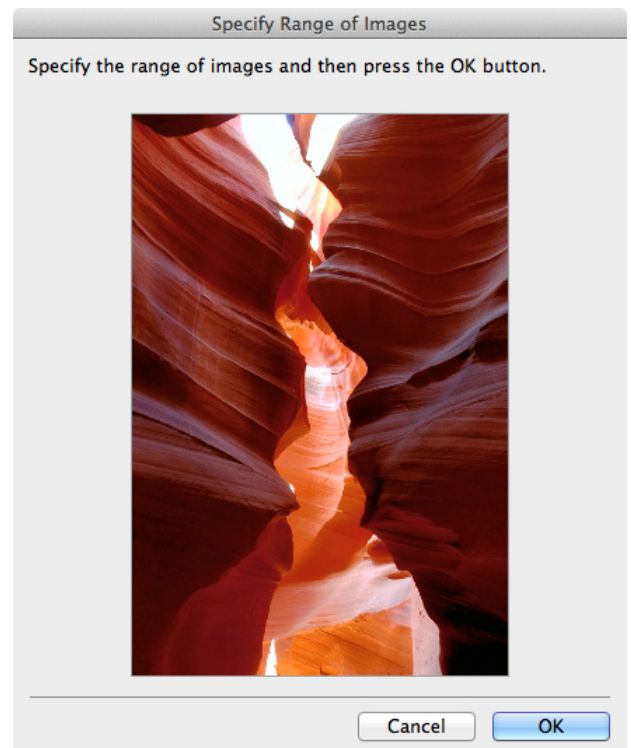 Specify Range of Images
Specify the range of images and then press the OK button.
Cancel
OK